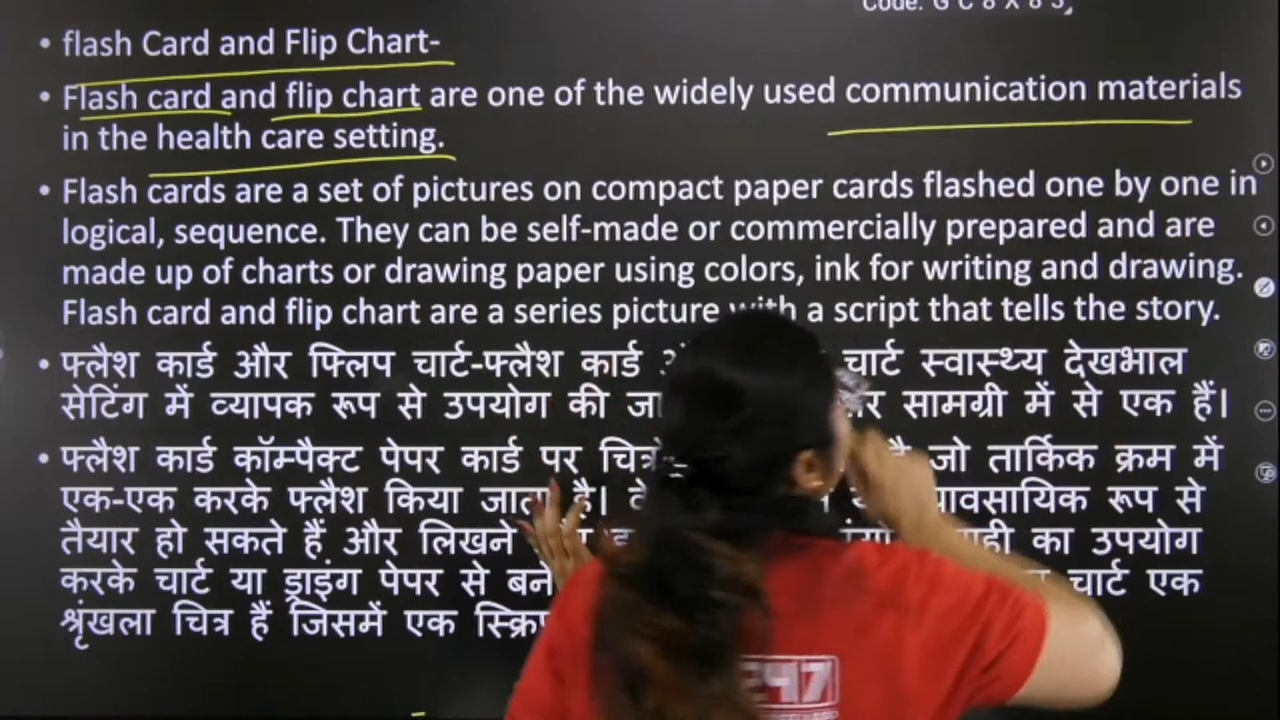 Code: G C 8 X 8 5
• flash Card and Flip Chart-
• Flash card and flip chart are one of the widely used communication materials
in the health care setting.
• Flash cards are a set of pictures on compact paper cards flashed one by one in
logical, sequence. They can be self-made or commercially prepared and are
made up of charts or drawing paper using colors, ink for writing and drawing.
Flash card and flip chart are a series picture with a script that tells the story.
• फ्लैश कार्ड और फ्लिप चार्ट-फ्लैश कार्ड चार्ट स्वास्थ्य देखभाल
सेटिंग में व्यापक रूप से उपयोग की सामग्री में से एक हैं।
• फ्लैश कार्ड कॉम्पैक्ट पेपर कार्ड पर जो तार्किक क्रम में
एक-एक करके फ्लैश किया जाता है। रूप से
तैयार हो सकते हैं और लिखने का उपयोग
करके चार्ट या ड्राइंग पेपर से चार्ट एक
श्रृंखला चित्र हैं जिसमें एक
247